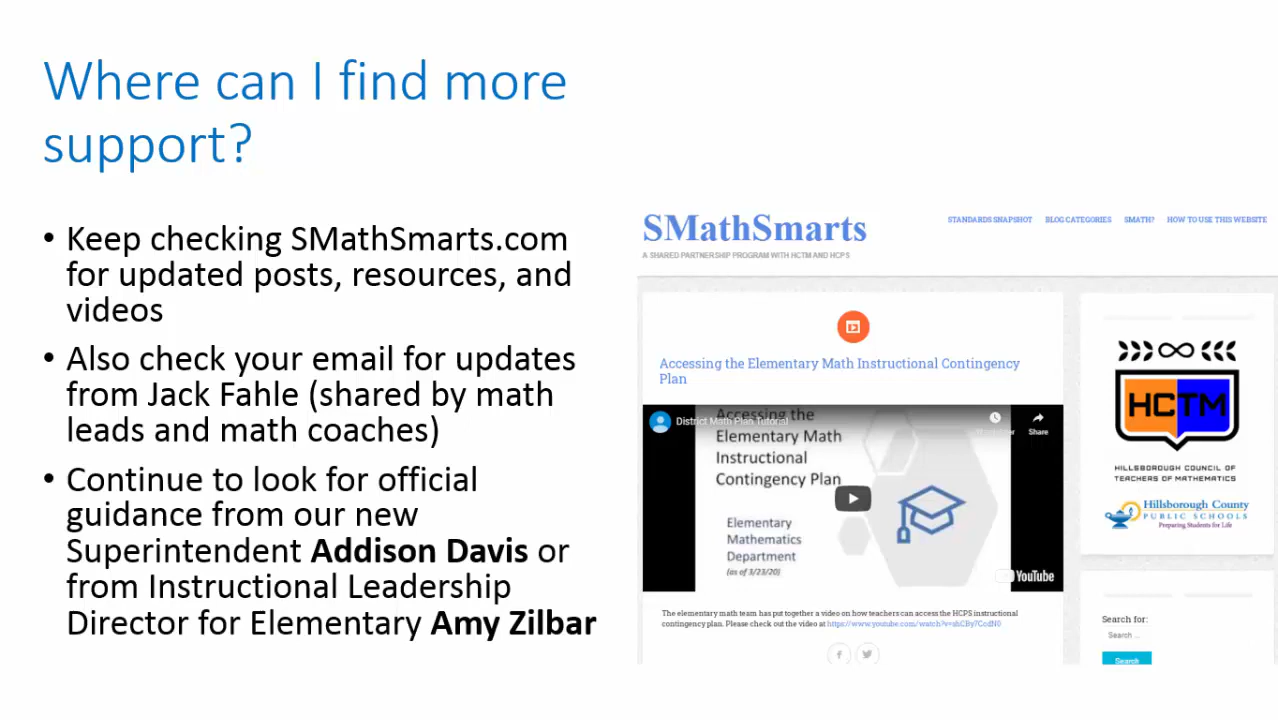 Where can I find more
support?
• Keep checking SMathSmarts.com
for updated posts, resources, and
videos
• Also check your email for updates
from Jack Fahle (shared by math
leads and math coaches)
• Continue to look for official
guidance from our new
Superintendent Addison Davis or
from Instructional Leadership
Director for Elementary Amy Zilbar
SMathSmarts
A SHARED PARTNERSHIP PROGRAM WITH HCTM AND HCPS
STANDARDS SNAPSHOT BLOG CATEGORIES SMATH? HOW TO USE THIS WEBSITE
Accessing the Elementary Math Instructional Contingency
Plan
District Math Plan Tutorial
Share
Accessing the
Elementary Math
Instructional
Contingency Plan
Elementary
Mathematics
Department
(as of 3/23/20)
YouTube
The elementary math team has put together a video on how teachers can access the HCPS instructional
contingency plan. Please check out the video at
HCTM
HILLSBOROUGH COUNCIL OF
TEACHERS OF MATHEMATICS
Hillsborough County
PUBLIC SCHOOLS
Preparing Students for Life
Search for:
Search ...
Search